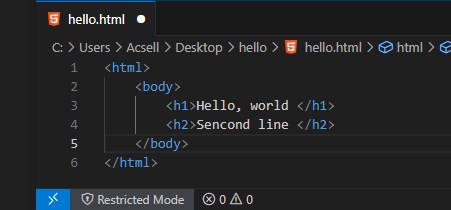 hello.html
C: > Users > Acsell > Desktop > hello > hello.html > html >
1 <html>
2     <body>
3         <h1>Hello, world </h1>
4         <h2>Sencond line </h2>
5     </body>
6 </html>
Restricted Mode 0 0